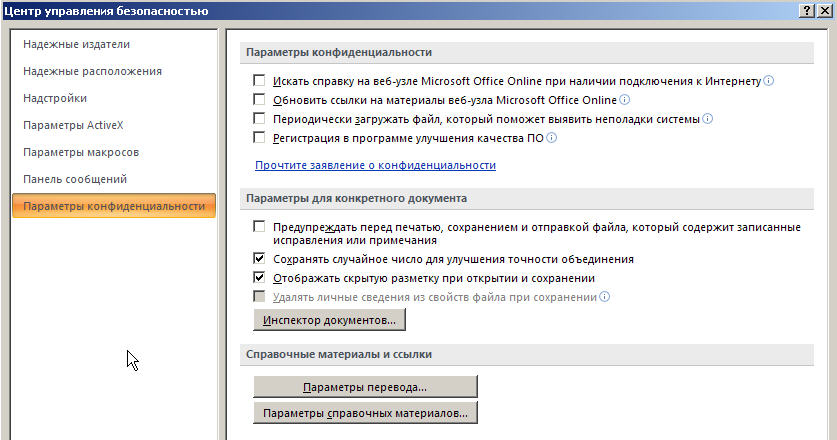 Центр управления безопасностью
Надежные издатели
Надежные расположения
Надстройки
Параметры ActiveX
Параметры макросов
Панель сообщений
Параметры конфиденциальности
Параметры конфиденциальности
Искать справку на веб-узле Microsoft Office Online при наличии подключения к Интернету
Обновить ссылки на материалы веб-узла Microsoft Office Online
Периодически загружать файл, который поможет выявить неполадки системы
Регистрация в программе улучшения качества ПО
Прочтите заявление о конфиденциальности
Параметры для конкретного документа
Предупреждать перед печатью, сохранением и отправкой файла, который содержит записанные
исправления или примечания
Сохранять случайное число для улучшения точности объединения
Отображать скрытую разметку при открытии и сохранении
Удалять личные сведения из свойств файла при сохранении
Инспектор документов...
Справочные материалы и ссылки
Параметры перевода...
Параметры справочных материалов...